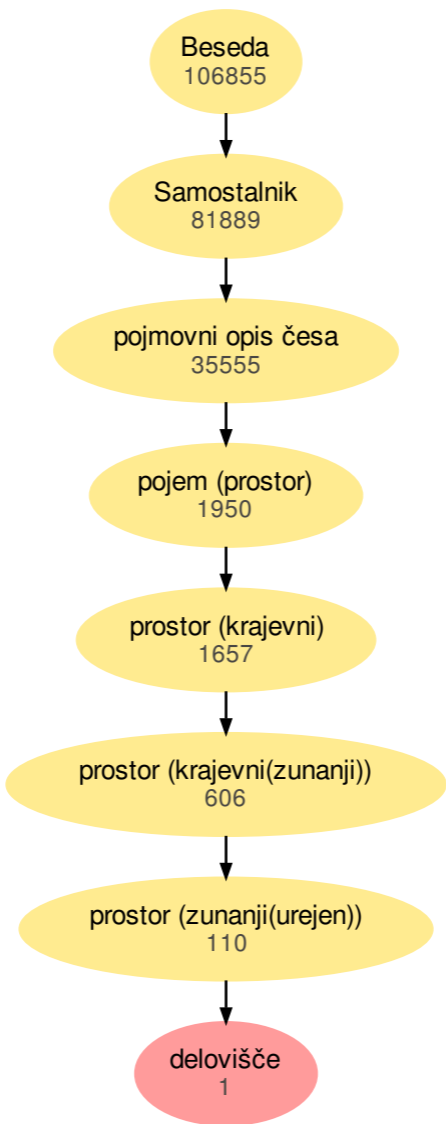 Beseda
106855
Samostalnik
81889
pojmovni opis česa
35555
pojem (prostor)
1950
prostor (krajevni)
1657
prostor (krajevni(zunanji))
606
prostor (zunanji(urejen))
110
delovišče
1